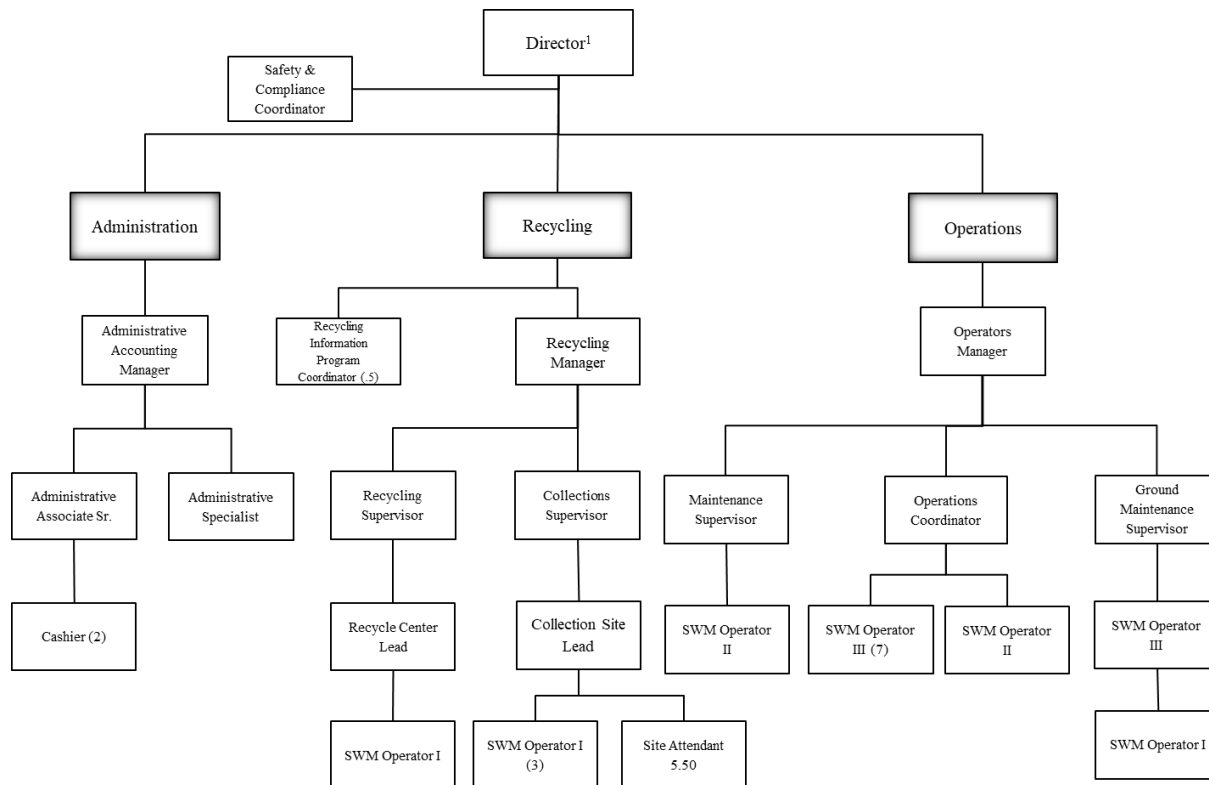 Director¹
Safety &
Compliance
Coordinator
Administration
Recycling
Operations
Administrative
Accounting
Manager
Recycling
Information
Program
Coordinator (.5)
Recycling
Manager
Operators
Manager
Administrative
Associate Sr.
Administrative
Specialist
Recycling
Supervisor
Collections
Supervisor
Maintenance
Supervisor
Operations
Coordinator
Ground
Maintenance
Supervisor
Cashier (2)
Recycle Center
Lead
Collection Site
Lead
SWM Operator
II
SWM Operator
III (7)
SWM Operator
II
SWM Operator
III
SWM Operator I
SWM Operator I
(3)
Site Attendant
5.50
SWM Operator I